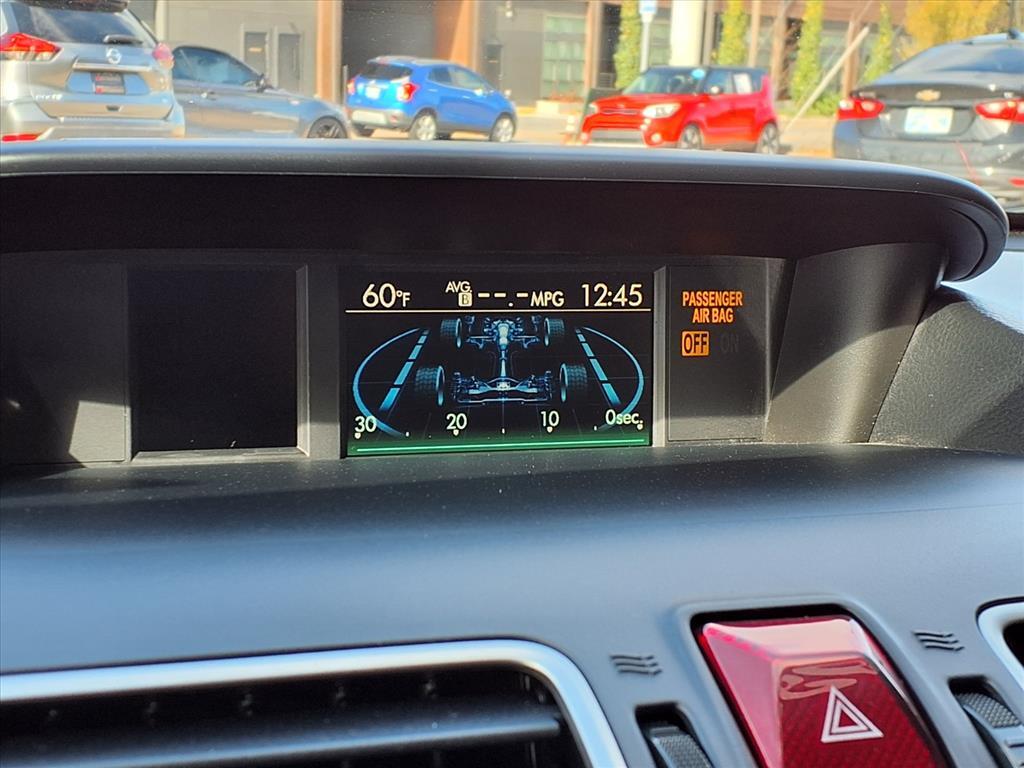 60°F AVG. B --.- MPG 12:45
30 20 10 0sec.
PASSENGER
AIR BAG
OFF ON